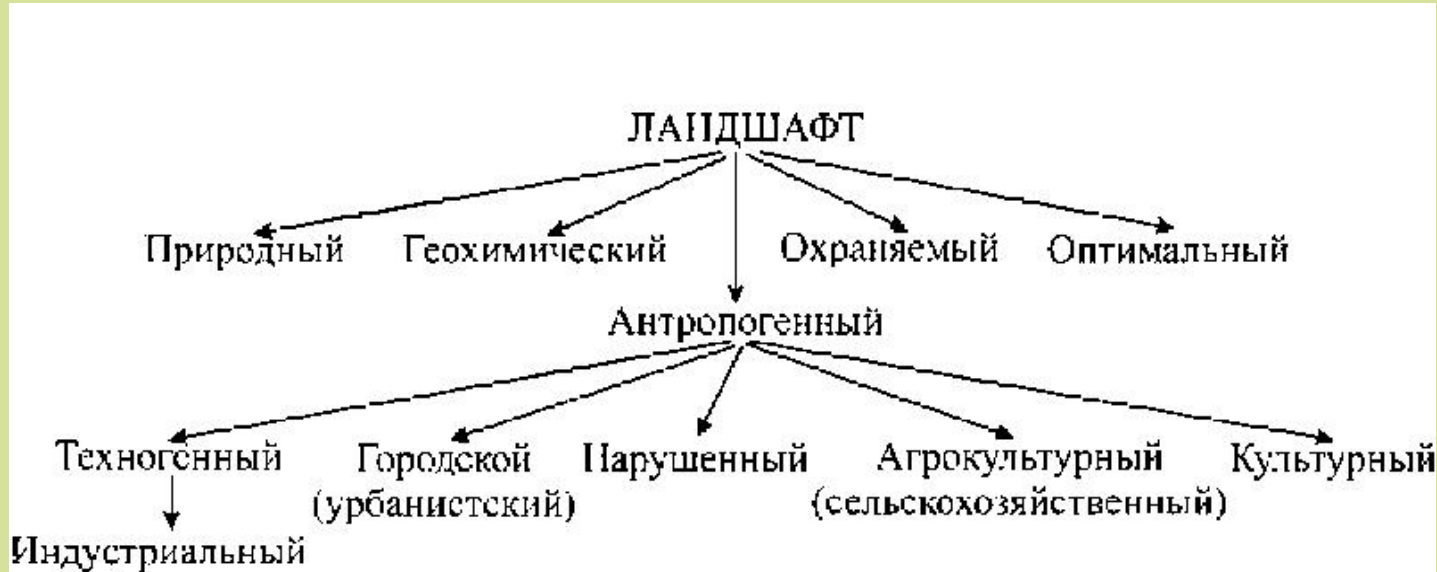 ЛАНДШАФТ
Природный Геохимический Охраняемый Оптимальный
Антропогенный
Техногенный Городской Нарушенный Агрокультурный Культурный
(урбанистский) (сельскохозяйственный)
Индустриальный